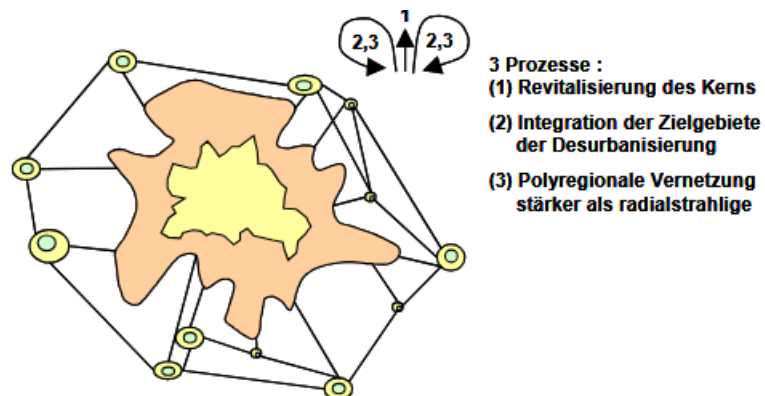 1
2,3 2,3
3 Prozesse :
(1) Revitalisierung des Kerns
(2) Integration der Zielgebiete
der Desurbanisierung
(3) Polyregionale Vernetzung
stärker als radialstrahlige